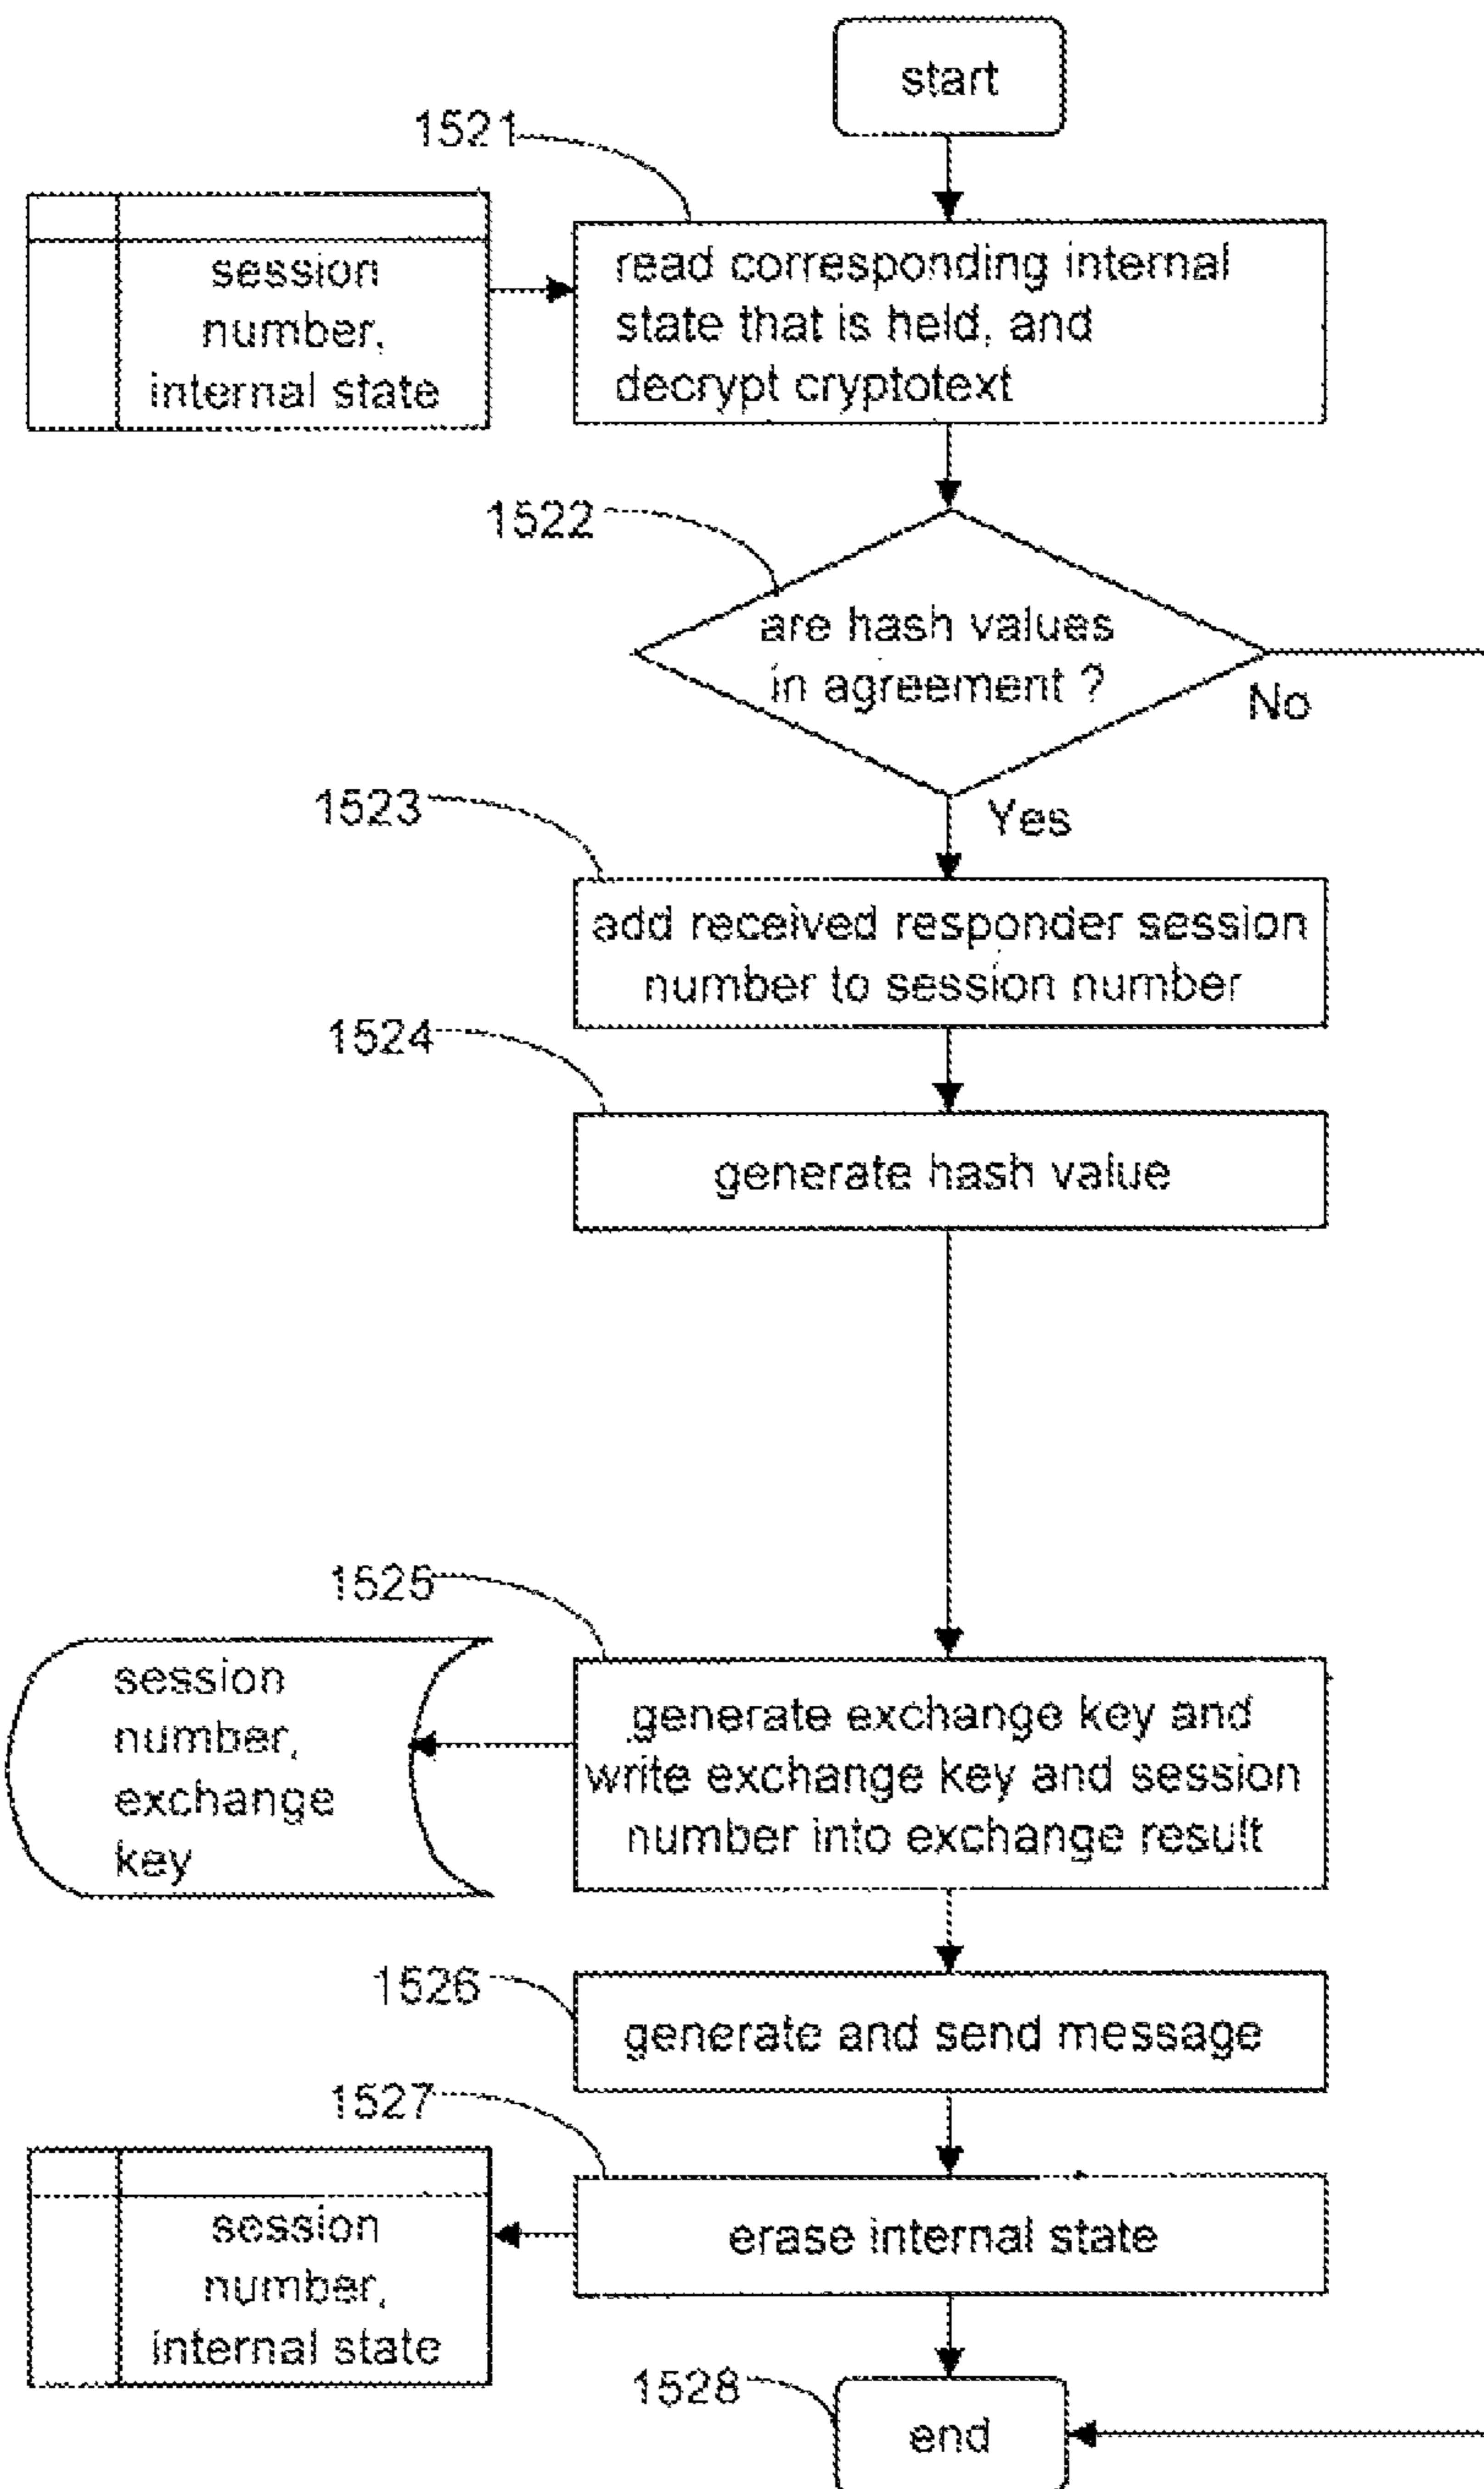 start
1521
session
number,
internal state
read corresponding internal
state that is held, and
decrypt cryptotext
1522
are hash values
in agreement ?
No
Yes
1523
add received responder session
number to session number
1524
generate hash value
1525
session
number,
exchange
key
generate exchange key and
write exchange key and session
number into exchange result
1526
generate and send message
1527
session
number,
internal state
erase internal state
1528
end